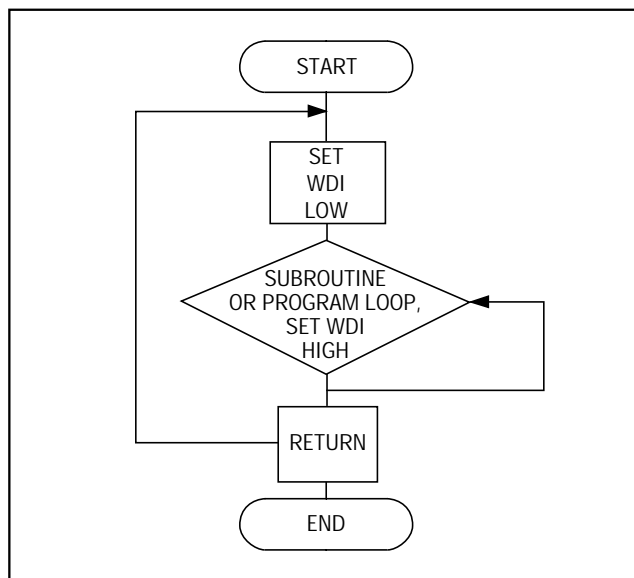 START
SET
WDI
LOW
SUBROUTINE
OR PROGRAM LOOP,
SET WDI
HIGH
RETURN
END